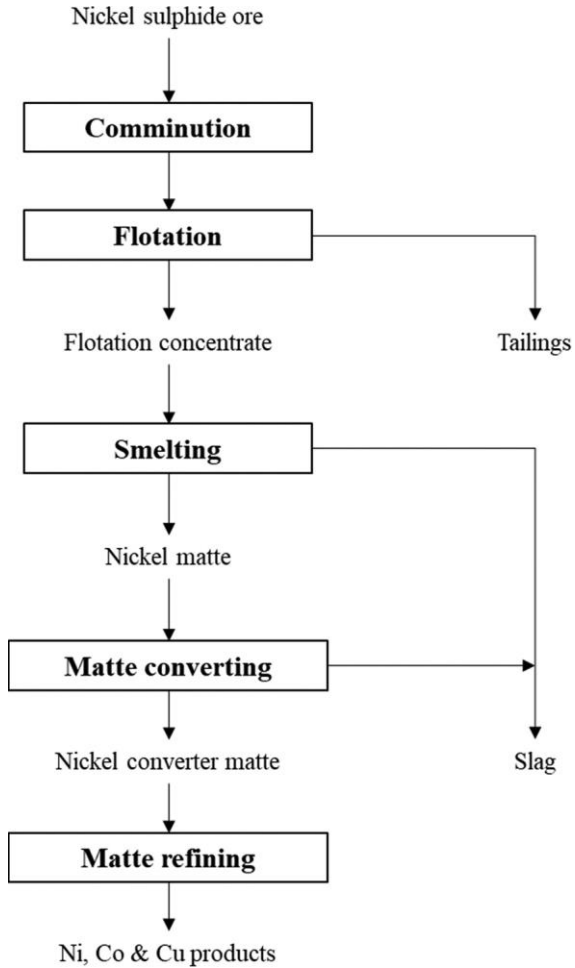 Nickel sulphide ore
Comminution
Flotation
Flotation concentrate
Tailings
Smelting
Nickel matte
Matte converting
Nickel converter matte
Slag
Matte refining
Ni, Co & Cu products